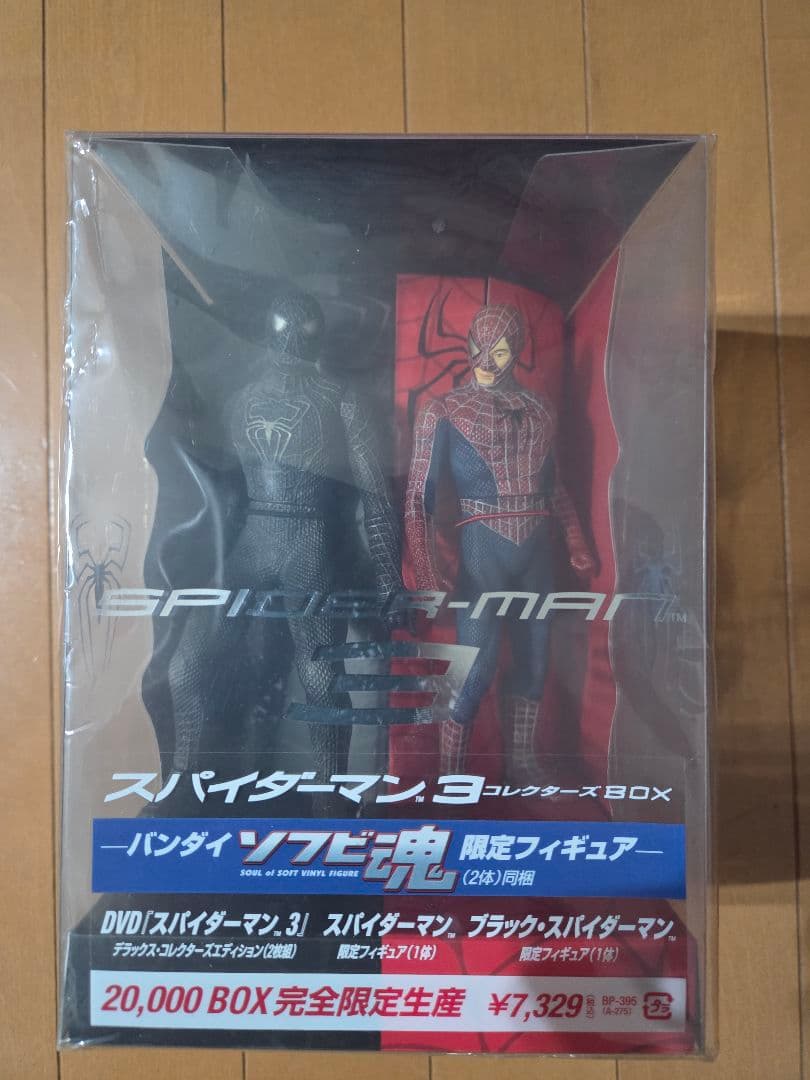 SPIDER-MAN™
3
スパイダーマン™3 コレクターズBOX
—バンダイ ソフビ魂 限定フィギュア—
SOUL of SOFT VINYL FIGURE
(2体)同梱
DVD『スパイダーマン™3』 スパイダーマン™ ブラック・スパイダーマン™
デラックス・コレクターズエディション(2枚組) 限定フィギュア(1体) 限定フィギュア(1体)
20,000 BOX 完全限定生産 ¥7,329 BP-395
(A-275)
プラ